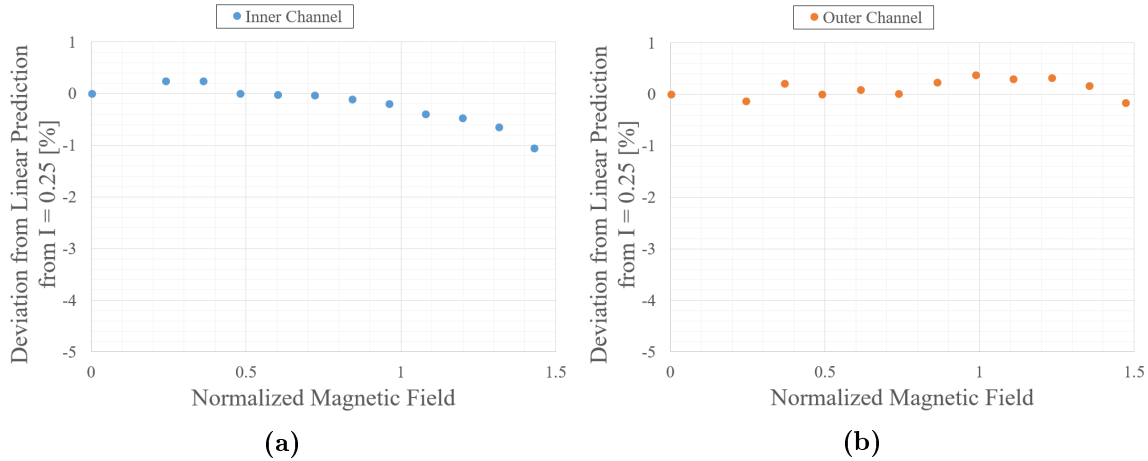 Inner Channel
Deviation from Linear Prediction
from I = 0.25 [%]
1
0
-1
-2
-3
-4
-5
0
0.5
1
1.5
Normalized Magnetic Field
(a)
Outer Channel
Deviation from Linear Prediction
from I = 0.25 [%]
1
0
-1
-2
-3
-4
-5
0
0.5
1
1.5
Normalized Magnetic Field
(b)